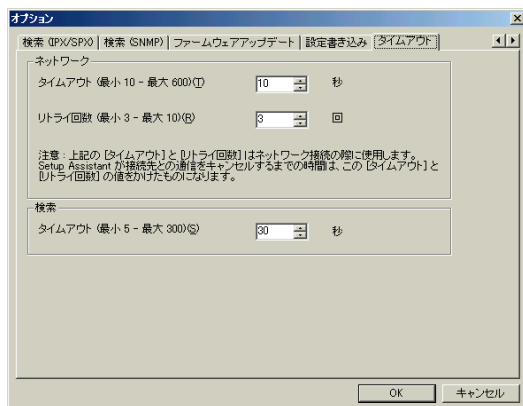 オプション
検索 (IPX/SPX) 検索 (SNMP) ファームウェアアップデート 設定書き込み タイムアウト
ネットワーク
タイムアウト (最小 10 - 最大 600)(T) 10 秒
リトライ回数 (最小 3 - 最大 10)(R) 3 回
注意 : 上記の [タイムアウト] と [リトライ回数] はネットワーク接続の際に使用します。
Setup Assistant が接続先との通信をキャンセルするまでの時間は、この [タイムアウト] と
[リトライ回数] の値をかけたものになります。
検索
タイムアウト (最小 5 - 最大 300)(S) 30 秒
OK キャンセル